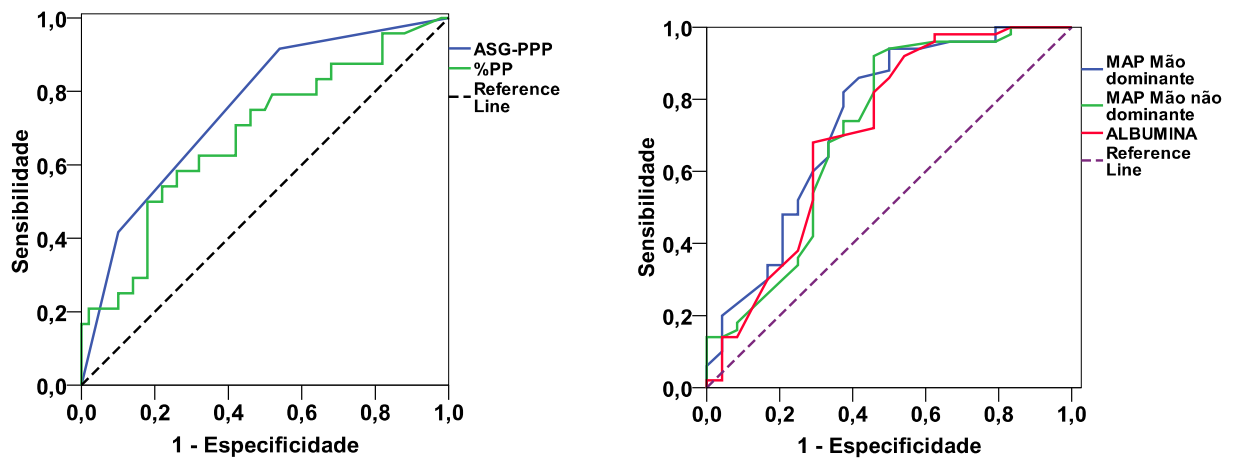 1,0
0,8
0,6
0,4
0,2
0,0
Sensibilidade
0,0 0,2 0,4 0,6 0,8 1,0
1 - Especificidade
ASG-PPP
%PP
Reference
Line
1,0
0,8
0,6
0,4
0,2
0,0
Sensibilidade
0,0 0,2 0,4 0,6 0,8 1,0
1 - Especificidade
MAP Mão
dominante
MAP Mão não
dominante
ALBUMINA
Reference
Line